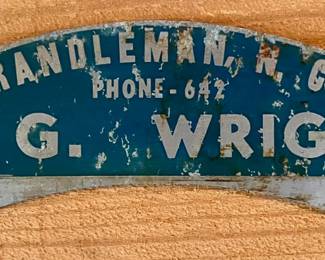 RANDLEMAN, N. C
PHONE - 642
G. WRIG